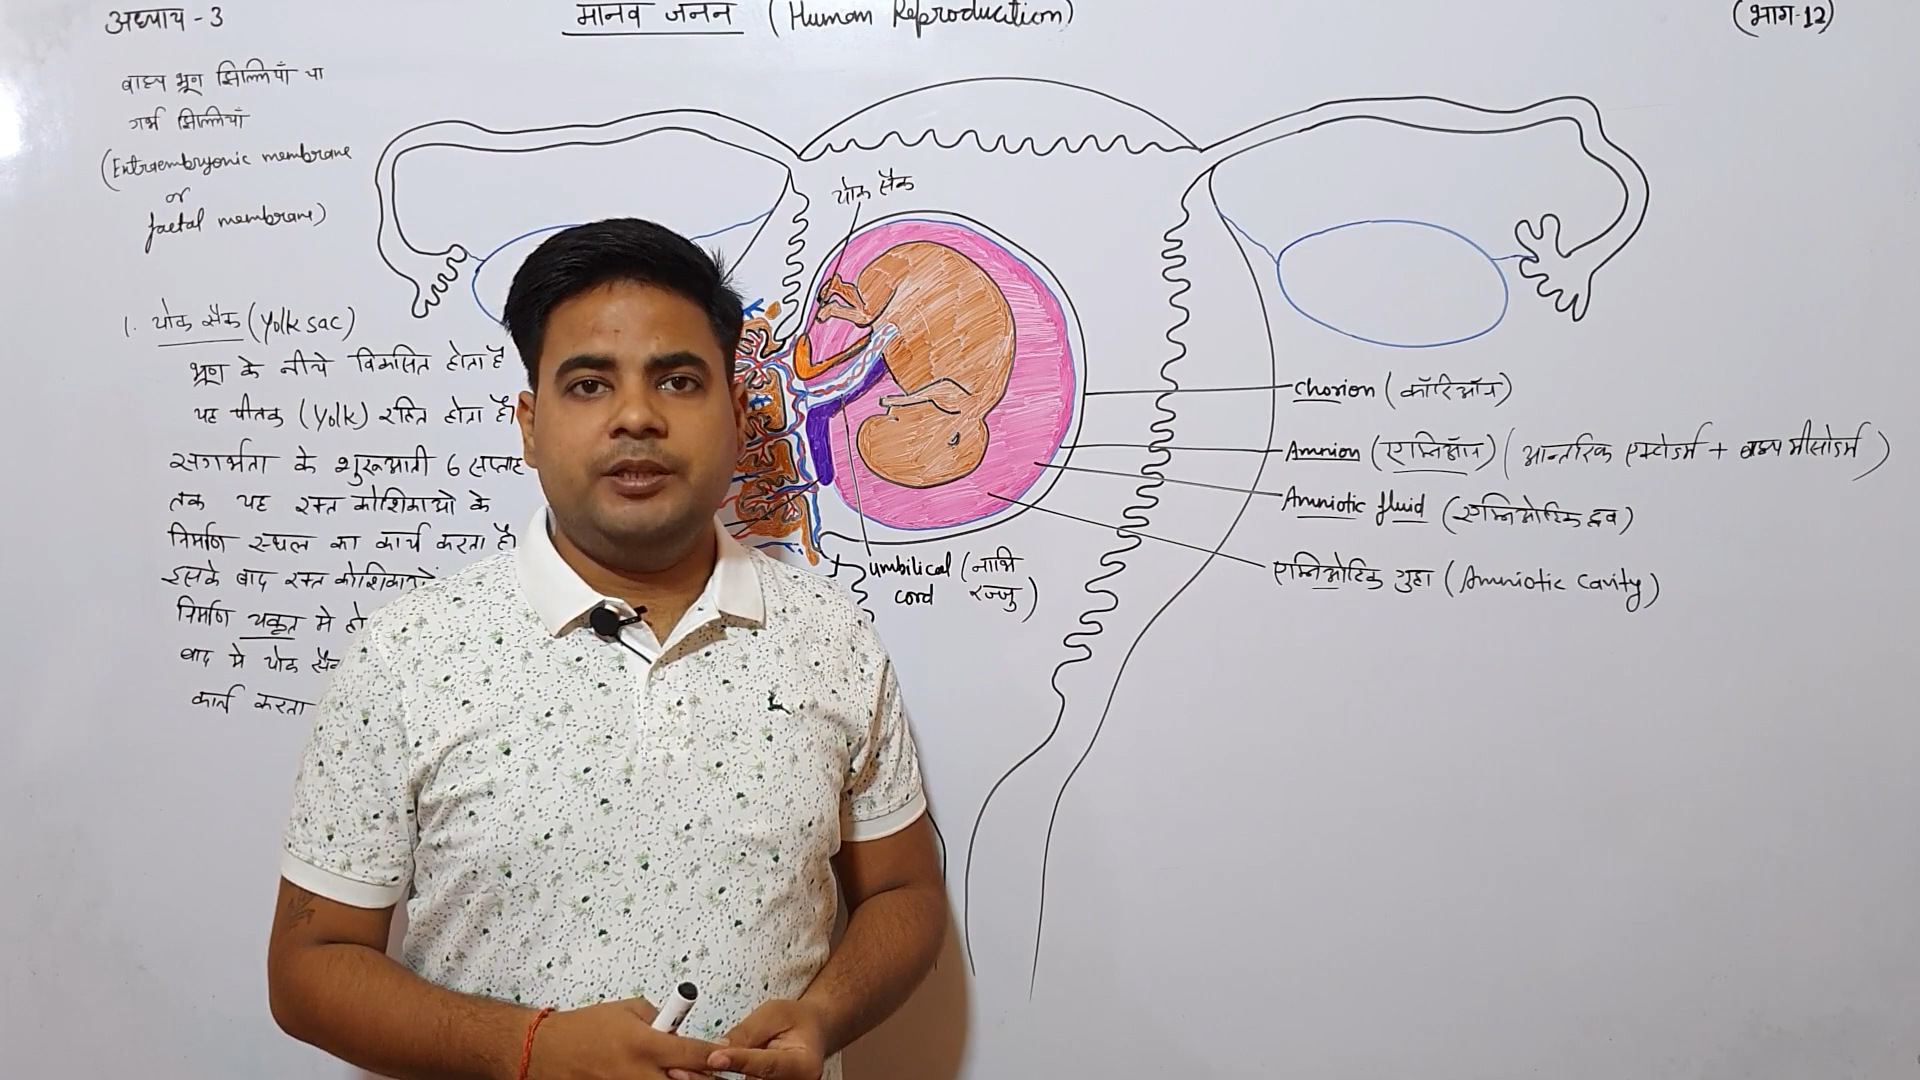 अध्याय - 3
मानव जनन (Human Reproduction)
(भाग-12)
बाह्य भ्रूण झिल्लियाँ या
गर्भ झिल्लियाँ
(Extraembryonic membrane
or
faetal membrane)
1. योक सैक (Yolk sac)
भ्रूण के नीचे विकसित होता है
यह पीतक (Yolk) रहित होता है।
सगर्भता के शुरूआती 6 सप्ताह
तक यह रक्त कोशिकाओ के
निर्माण स्थल का कार्य करता है।
इसके बाद रक्त कोशिकाओं
निर्माण यकृत मे हो
बाद मे योक सैक
कार्य करता
योक सैक
Chorion (कॉरिऑन)
Amnion (एम्निऑन) (आन्तरिक एक्टोडर्म + बाह्य मीसोडर्म)
Amniotic fluid (एम्निओटिक द्रव)
एम्निओटिक गुहा (Amniotic Cavity)
umbilical (नाभि
cord रज्जु)